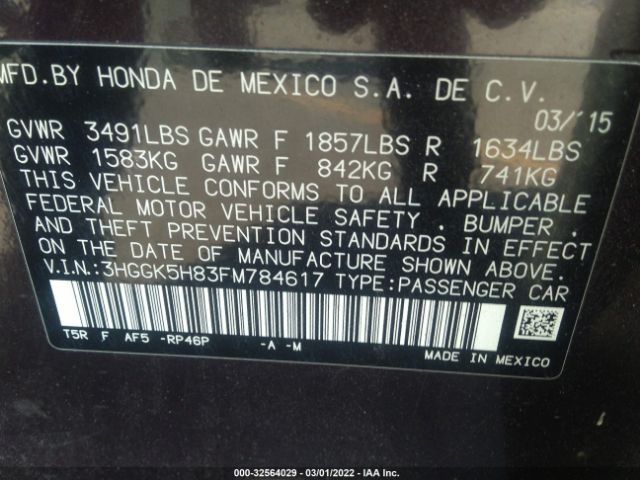 MFD.BY HONDA DE MEXICO S.A. DE C.V.
03/15
GVWR 3491LBS GAWR F 1857LBS R 1634LBS
GVWR 1583KG GAWR F 842KG R 741KG
THIS VEHICLE CONFORMS TO ALL APPLICABLE
FEDERAL MOTOR VEHICLE SAFETY , BUMPER ,
AND THEFT PREVENTION STANDARDS IN EFFECT
ON THE DATE OF MANUFACTURE SHOWN ABOVE.
V.I.N.:3HGGK5H83FM784617 TYPE:PASSENGER CAR
T5R F AF5 -RP46P -A -M
MADE IN MEXICO
000-32564029 - 03/01/2022 - IAA Inc.